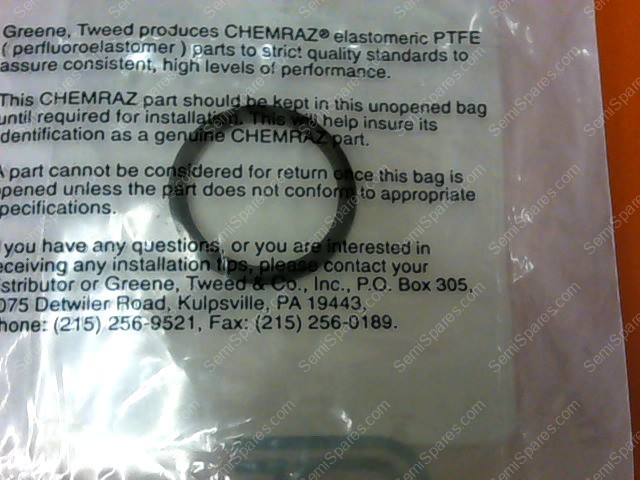 Greene, Tweed produces CHEMRAZ® elastomeric PTFE
( perfluoroelastomer ) parts to strict quality standards to
assure consistent, high levels of performance.
This CHEMRAZ part should be kept in this unopened bag
until required for installation. This will help insure its
identification as a genuine CHEMRAZ part.
A part cannot be considered for return once this bag is
opened unless the part does not conform to appropriate
specifications.
you have any questions, or you are interested in
eceiving any installation tips, please contact your
stributor or Greene, Tweed & Co., Inc., P.O. Box 305,
075 Detwiler Road, Kulpsville, PA 19443,
hone: (215) 256-9521, Fax: (215) 256-0189.
SemiSpares.com